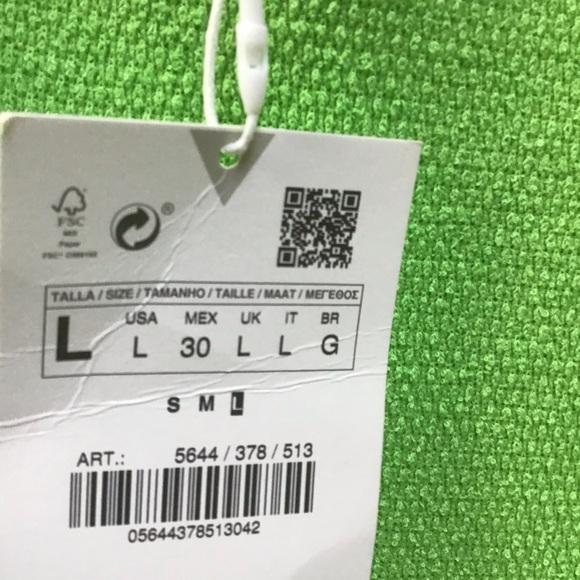 ®
FSC
TALLA / SIZE / TAMANHO / TAILLE / MAAT / ΜΕΓΕΘΟΣ
USA MEX UK IT BR
L L 30 L L G
S M L
ART.: 5644 / 378 / 513
05644378513042